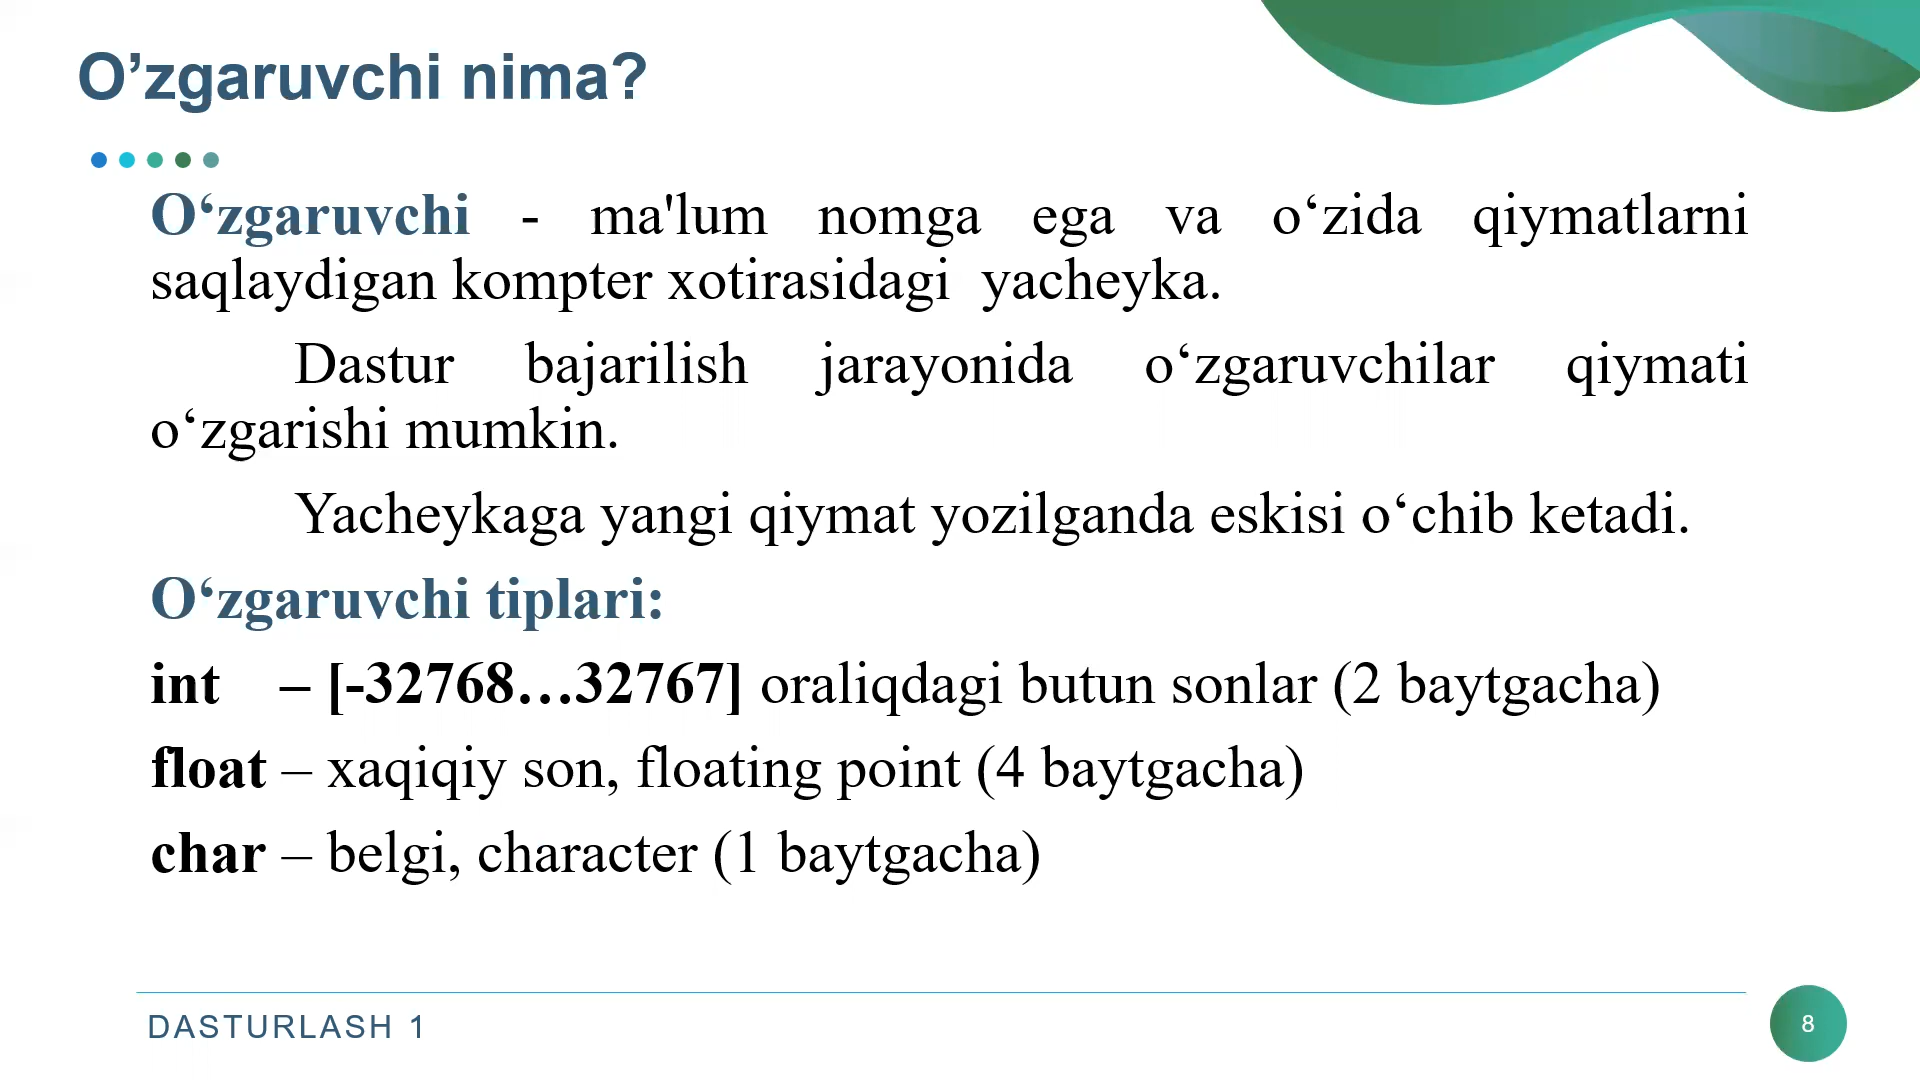 O’zgaruvchi nima?
O‘zgaruvchi - ma'lum nomga ega va o‘zida qiymatlarni
saqlaydigan kompter xotirasidagi yacheyka.
Dastur bajarilish jarayonida o‘zgaruvchilar qiymati
o‘zgarishi mumkin.
Yacheykaga yangi qiymat yozilganda eskisi o‘chib ketadi.
O‘zgaruvchi tiplari:
int – [-32768…32767] oraliqdagi butun sonlar (2 baytgacha)
float – xaqiqiy son, floating point (4 baytgacha)
char – belgi, character (1 baytgacha)
DASTURLASH 1
8